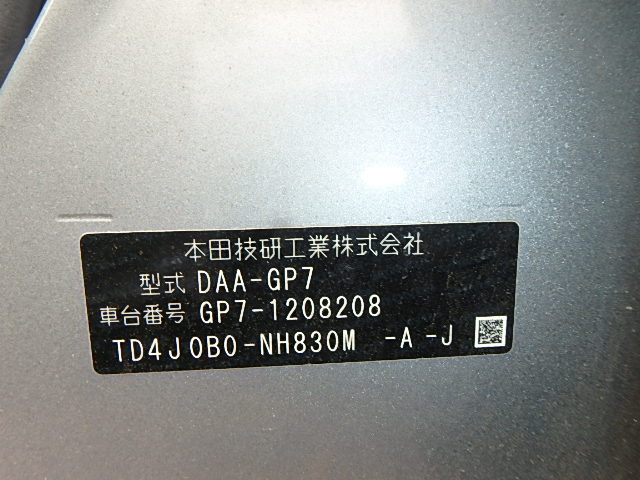 本田技研工業株式会社
型式 DAA-GP7
車台番号 GP7-1208208
TD4J0B0-NH830M -A -J